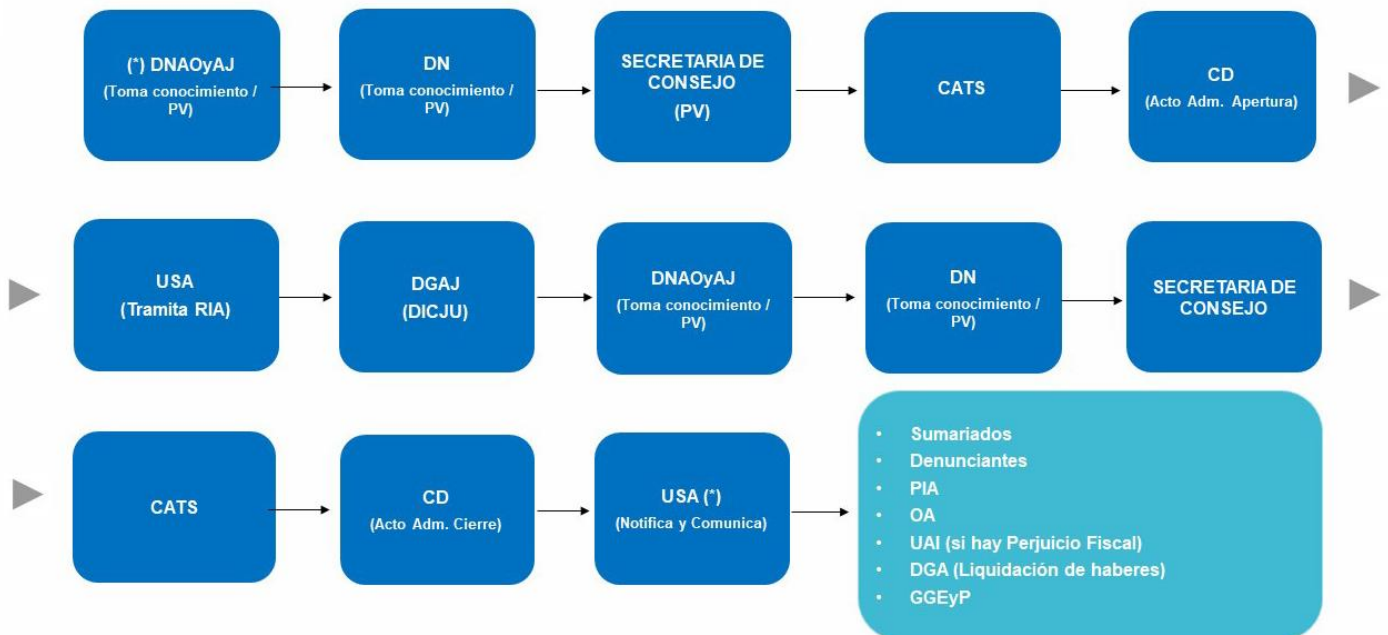 (*) DNAOyAJ
(Toma conocimiento /
PV)
DN
(Toma conocimiento /
PV)
SECRETARIA DE
CONSEJO
(PV)
CATS
CD
(Acto Adm. Apertura)
USA
(Tramita RIA)
DGAJ
(DICJU)
DNAOyAJ
(Toma conocimiento /
PV)
DN
(Toma conocimiento /
PV)
SECRETARIA DE
CONSEJO
CATS
CD
(Acto Adm. Cierre)
USA (*)
(Notifica y Comunica)
• Sumariados
• Denunciantes
• PIA
• OA
• UAI (si hay Perjuicio Fiscal)
• DGA (Liquidación de haberes)
• GGEyP